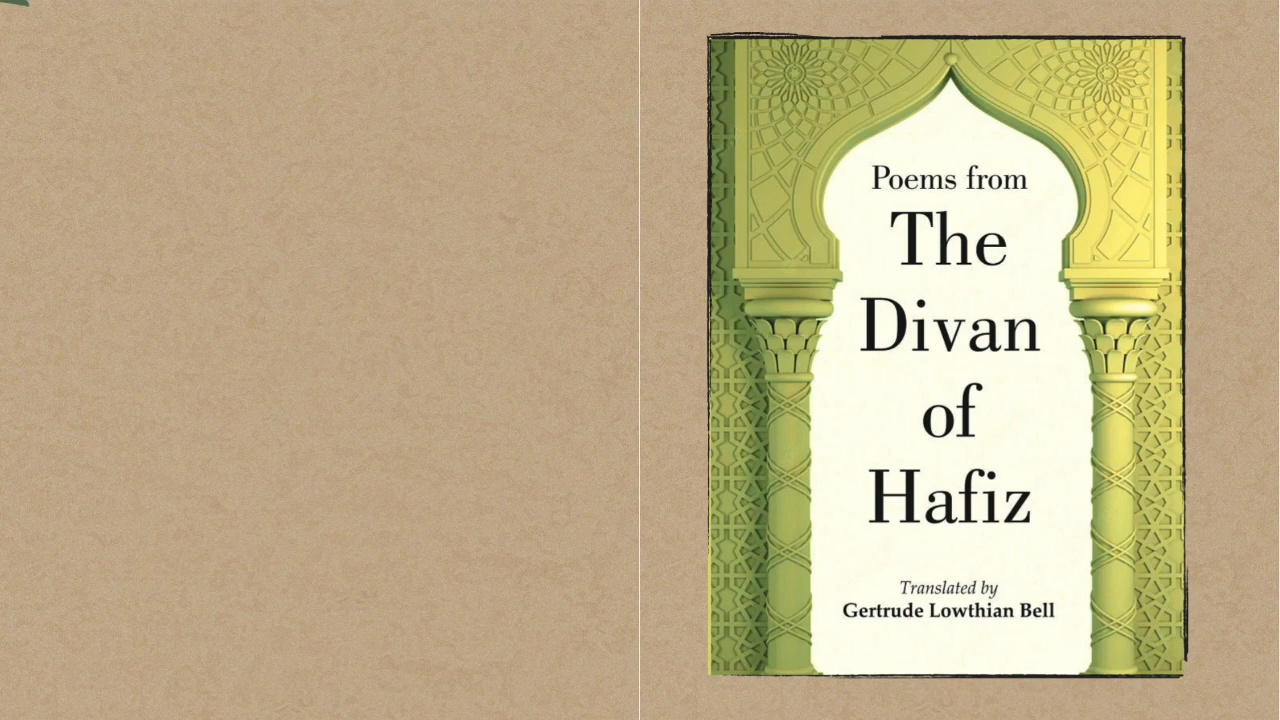 Poems from
The
Divan
of
Hafiz
Translated by
Gertrude Lowthian Bell